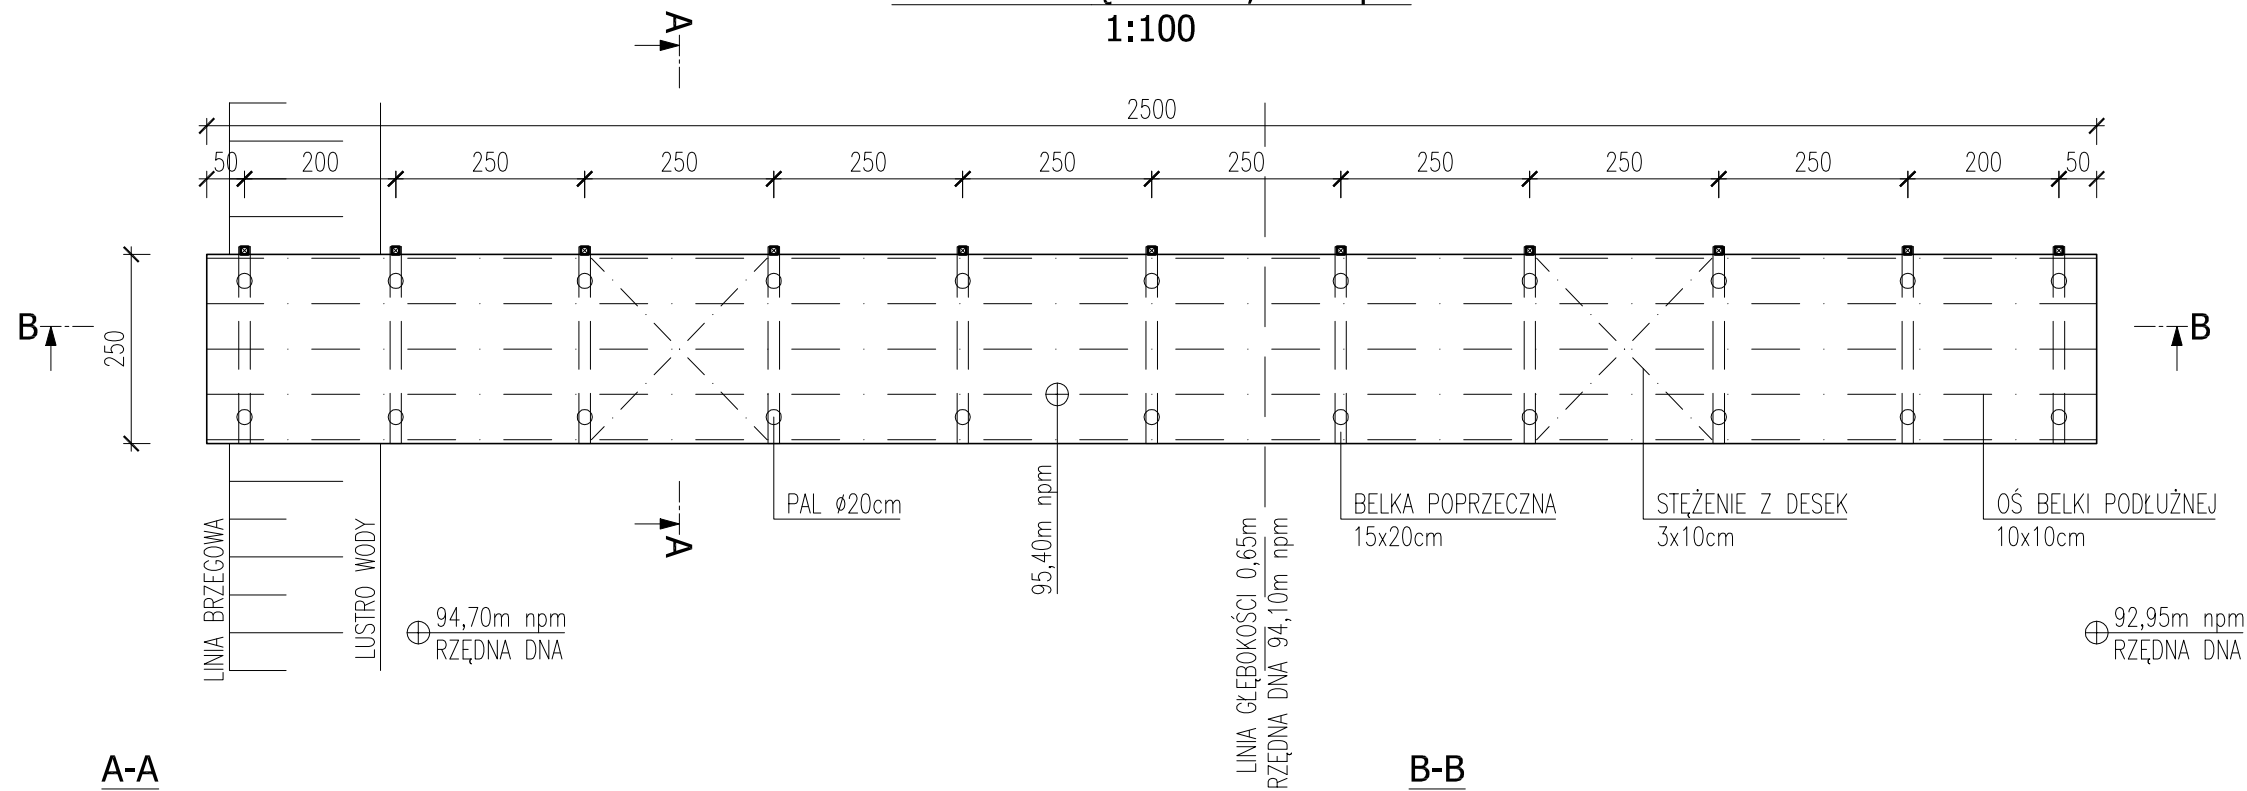 1:100
A
2500
50 200 250 250 250 250 250 250 250 250 200 50
B
250
B
PAL ø20cm
A
95,40m npm
BELKA POPRZECZNA
15x20cm
STĘŻENIE Z DESEK
3x10cm
OŚ BELKI PODŁUŻNEJ
10x10cm
LINIA BRZEGOWA
LUSTRO WODY
94,70m npm
RZĘDNA DNA
LINIA GŁĘBOKOŚCI 0,65m
RZĘDNA DNA 94,10m npm
92,95m npm
RZĘDNA DNA
A-A
B-B